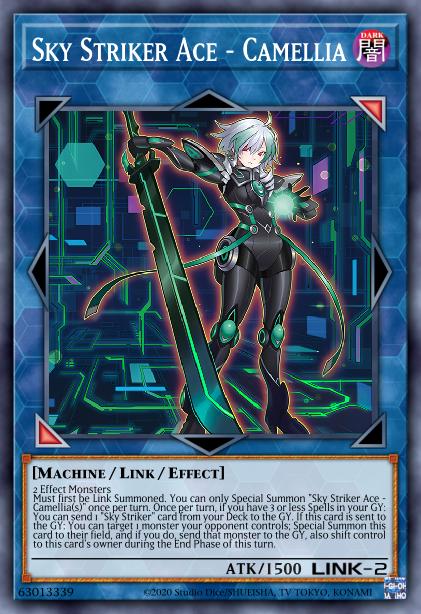 Sky Striker Ace - Camellia
DARK
闇
[Machine / Link / Effect]
2 Effect Monsters
Must first be Link Summoned. You can only Special Summon "Sky Striker Ace -
Camellia(s)" once per turn. Once per turn, if you have 3 or less Spells in your GY:
You can send 1 "Sky Striker" card from your Deck to the GY. If this card is sent to
the GY: You can target 1 monster your opponent controls; Special Summon this
card to their field, and if you do, send that monster to the GY, also shift control
to this card's owner during the End Phase of this turn.
ATK/1500 LINK-2
63013339
©2020 Studio Dice/SHUEISHA, TV TOKYO, KONAMI